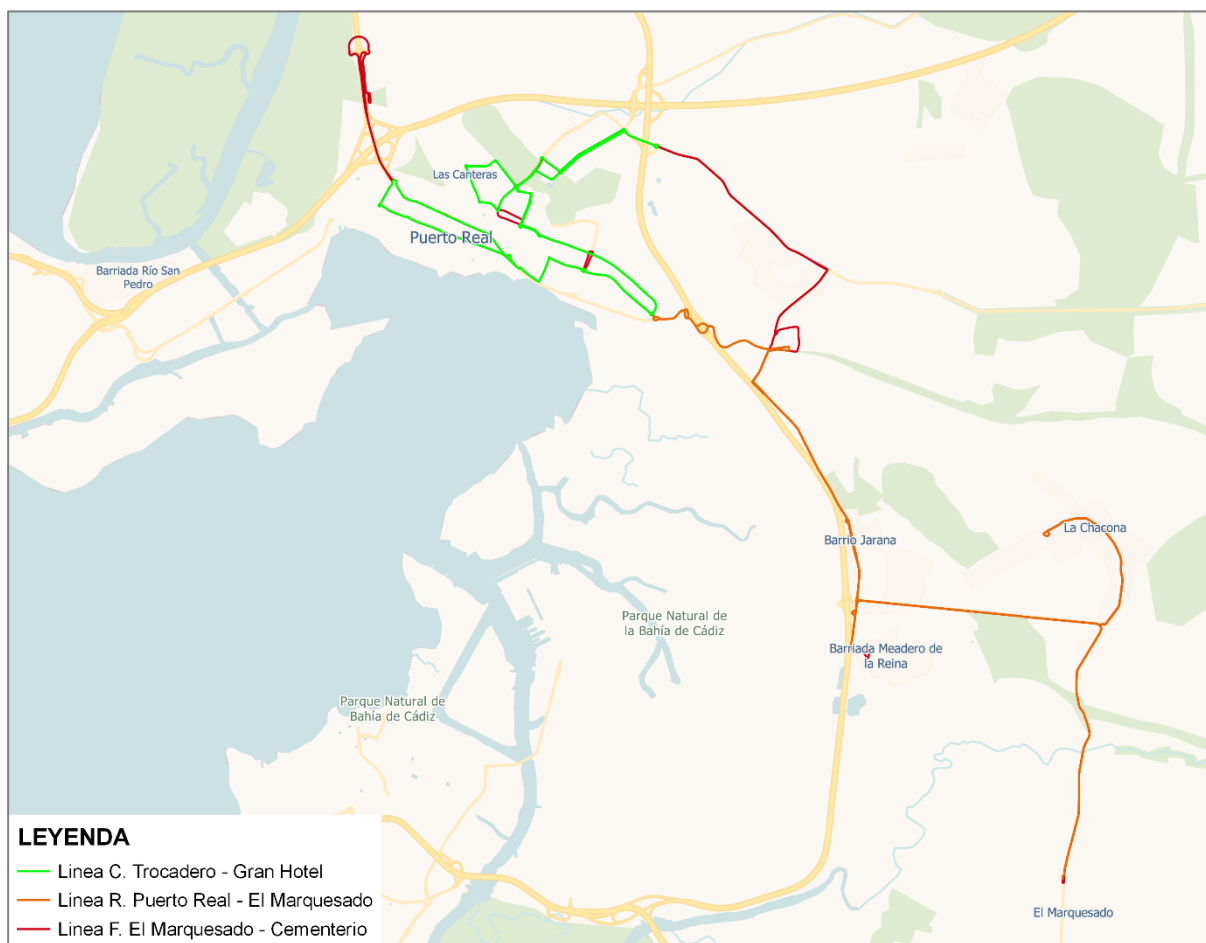 Las Canteras
Puerto Real
Barriada Río San
Pedro
La Chacona
Barrio Jarana
Parque Natural de
la Bahía de Cádiz
Barriada Meadero de
la Reina
Parque Natural de
Bahía de Cádiz
El Marquesado
LEYENDA
Linea C. Trocadero - Gran Hotel
Linea R. Puerto Real - El Marquesado
Linea F. El Marquesado - Cementerio